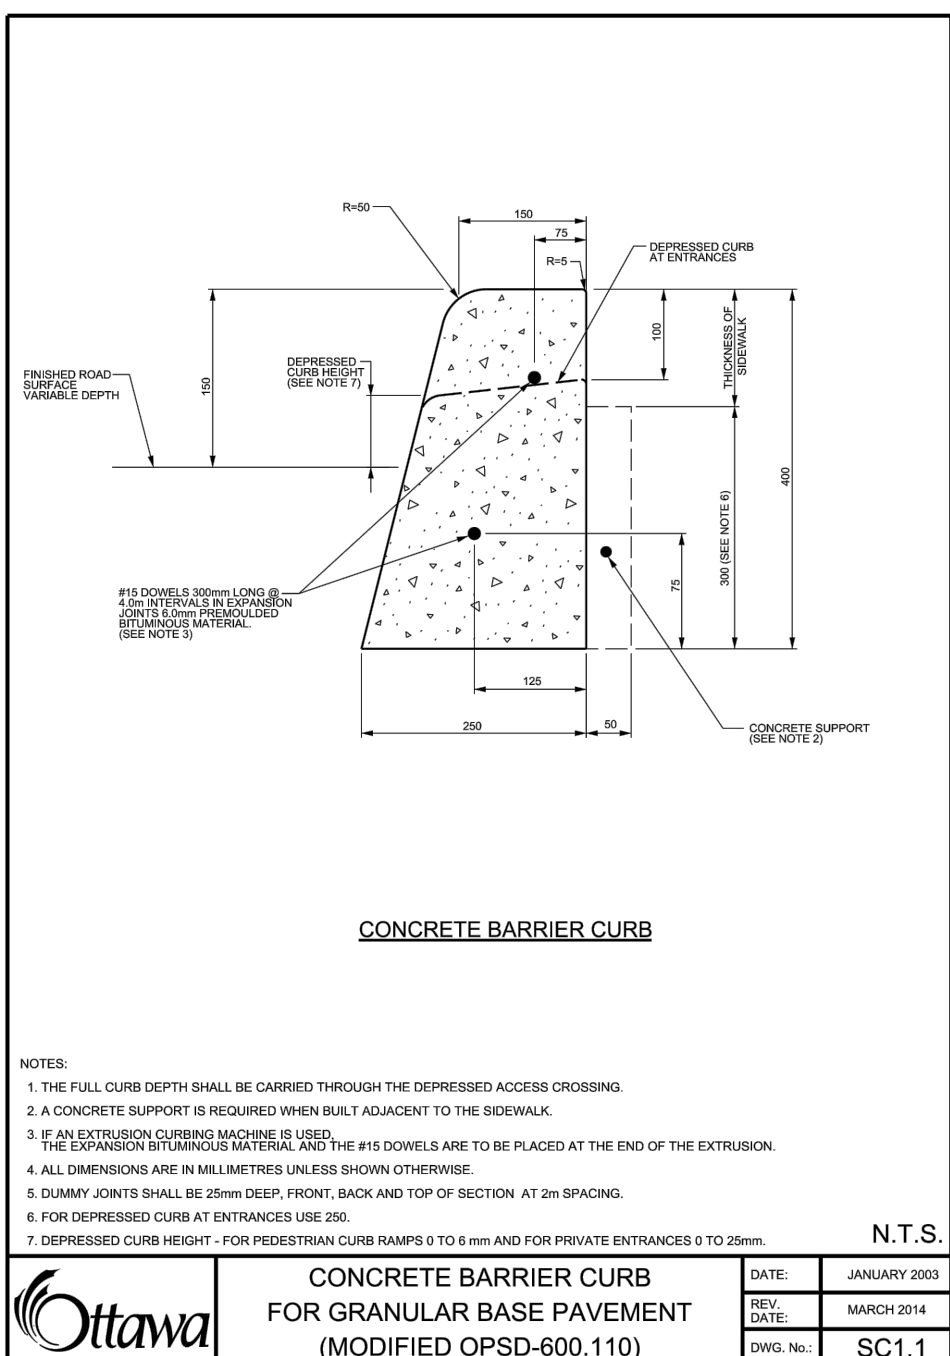 R=50
150
75
R=5
DEPRESSED CURB
AT ENTRANCES
150
DEPRESSED
CURB HEIGHT
(SEE NOTE 7)
FINISHED ROAD
SURFACE
VARIABLE DEPTH
100
THICKNESS OF
SIDEWALK
400
300 (SEE NOTE 6)
75
#15 DOWELS 300mm LONG @
4.0m INTERVALS IN EXPANSION
JOINTS 6.0mm PREMOULDED
BITUMINOUS MATERIAL.
(SEE NOTE 3)
125
250
50
CONCRETE SUPPORT
(SEE NOTE 2)
CONCRETE BARRIER CURB
NOTES:
1. THE FULL CURB DEPTH SHALL BE CARRIED THROUGH THE DEPRESSED ACCESS CROSSING.
2. A CONCRETE SUPPORT IS REQUIRED WHEN BUILT ADJACENT TO THE SIDEWALK.
3. IF AN EXTRUSION CURBING MACHINE IS USED,
THE EXPANSION BITUMINOUS MATERIAL AND THE #15 DOWELS ARE TO BE PLACED AT THE END OF THE EXTRUSION.
4. ALL DIMENSIONS ARE IN MILLIMETRES UNLESS SHOWN OTHERWISE.
5. DUMMY JOINTS SHALL BE 25mm DEEP, FRONT, BACK AND TOP OF SECTION AT 2m SPACING.
6. FOR DEPRESSED CURB AT ENTRANCES USE 250.
7. DEPRESSED CURB HEIGHT - FOR PEDESTRIAN CURB RAMPS 0 TO 6 mm AND FOR PRIVATE ENTRANCES 0 TO 25mm.
N.T.S.
Ottawa
CONCRETE BARRIER CURB
FOR GRANULAR BASE PAVEMENT
(MODIFIED OPSD-600.110)
DATE: JANUARY 2003
REV.
DATE: MARCH 2014
DWG. No.: SC1.1